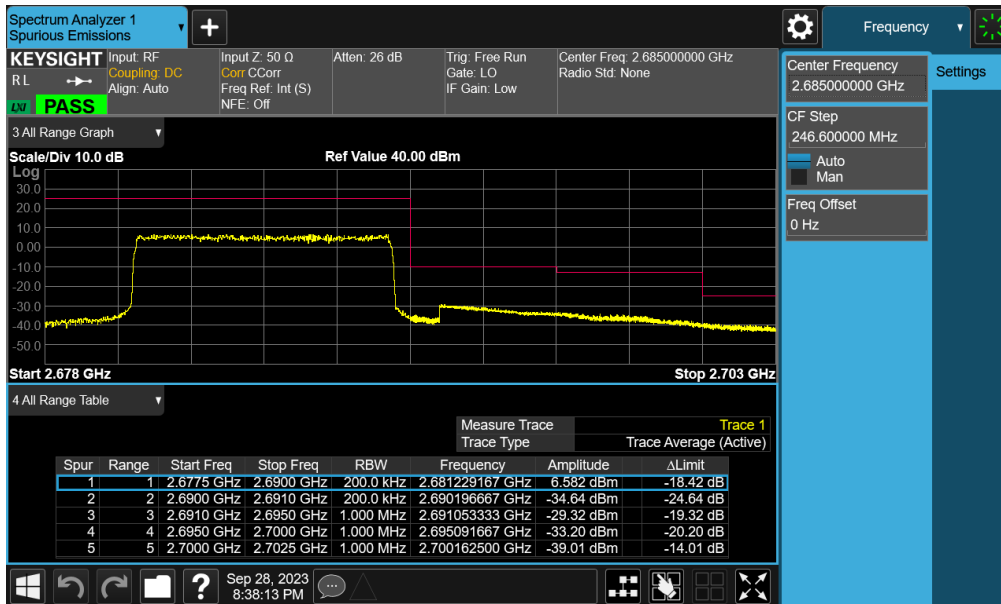 Spectrum Analyzer 1
Spurious Emissions
Frequency
KEYSIGHT
R L
LXI
PASS
Input: RF
Coupling: DC
Align: Auto
Input Z: 50 Ω
Corr CCorr
Freq Ref: Int (S)
NFE: Off
Atten: 26 dB
Trig: Free Run
Gate: LO
IF Gain: Low
Center Freq: 2.685000000 GHz
Radio Std: None
Center Frequency
2.685000000 GHz
Settings
CF Step
246.600000 MHz
Auto
Man
Freq Offset
0 Hz
3 All Range Graph
Scale/Div 10.0 dB
Ref Value 40.00 dBm
Log
30.0
20.0
10.0
0.00
-10.0
-20.0
-30.0
-40.0
-50.0
Start 2.678 GHz
Stop 2.703 GHz
4 All Range Table
Measure Trace Trace 1
Trace Type Trace Average (Active)
Spur Range Start Freq Stop Freq RBW Frequency Amplitude ΔLimit
1 1 2.6775 GHz 2.6900 GHz 200.0 kHz 2.681229167 GHz 6.582 dBm -18.42 dB
2 2 2.6900 GHz 2.6910 GHz 200.0 kHz 2.690196667 GHz -34.64 dBm -24.64 dB
3 3 2.6910 GHz 2.6950 GHz 1.000 MHz 2.691053333 GHz -29.32 dBm -19.32 dB
4 4 2.6950 GHz 2.7000 GHz 1.000 MHz 2.695091667 GHz -33.20 dBm -20.20 dB
5 5 2.7000 GHz 2.7025 GHz 1.000 MHz 2.700162500 GHz -39.01 dBm -14.01 dB
?
Sep 28, 2023
8:38:13 PM